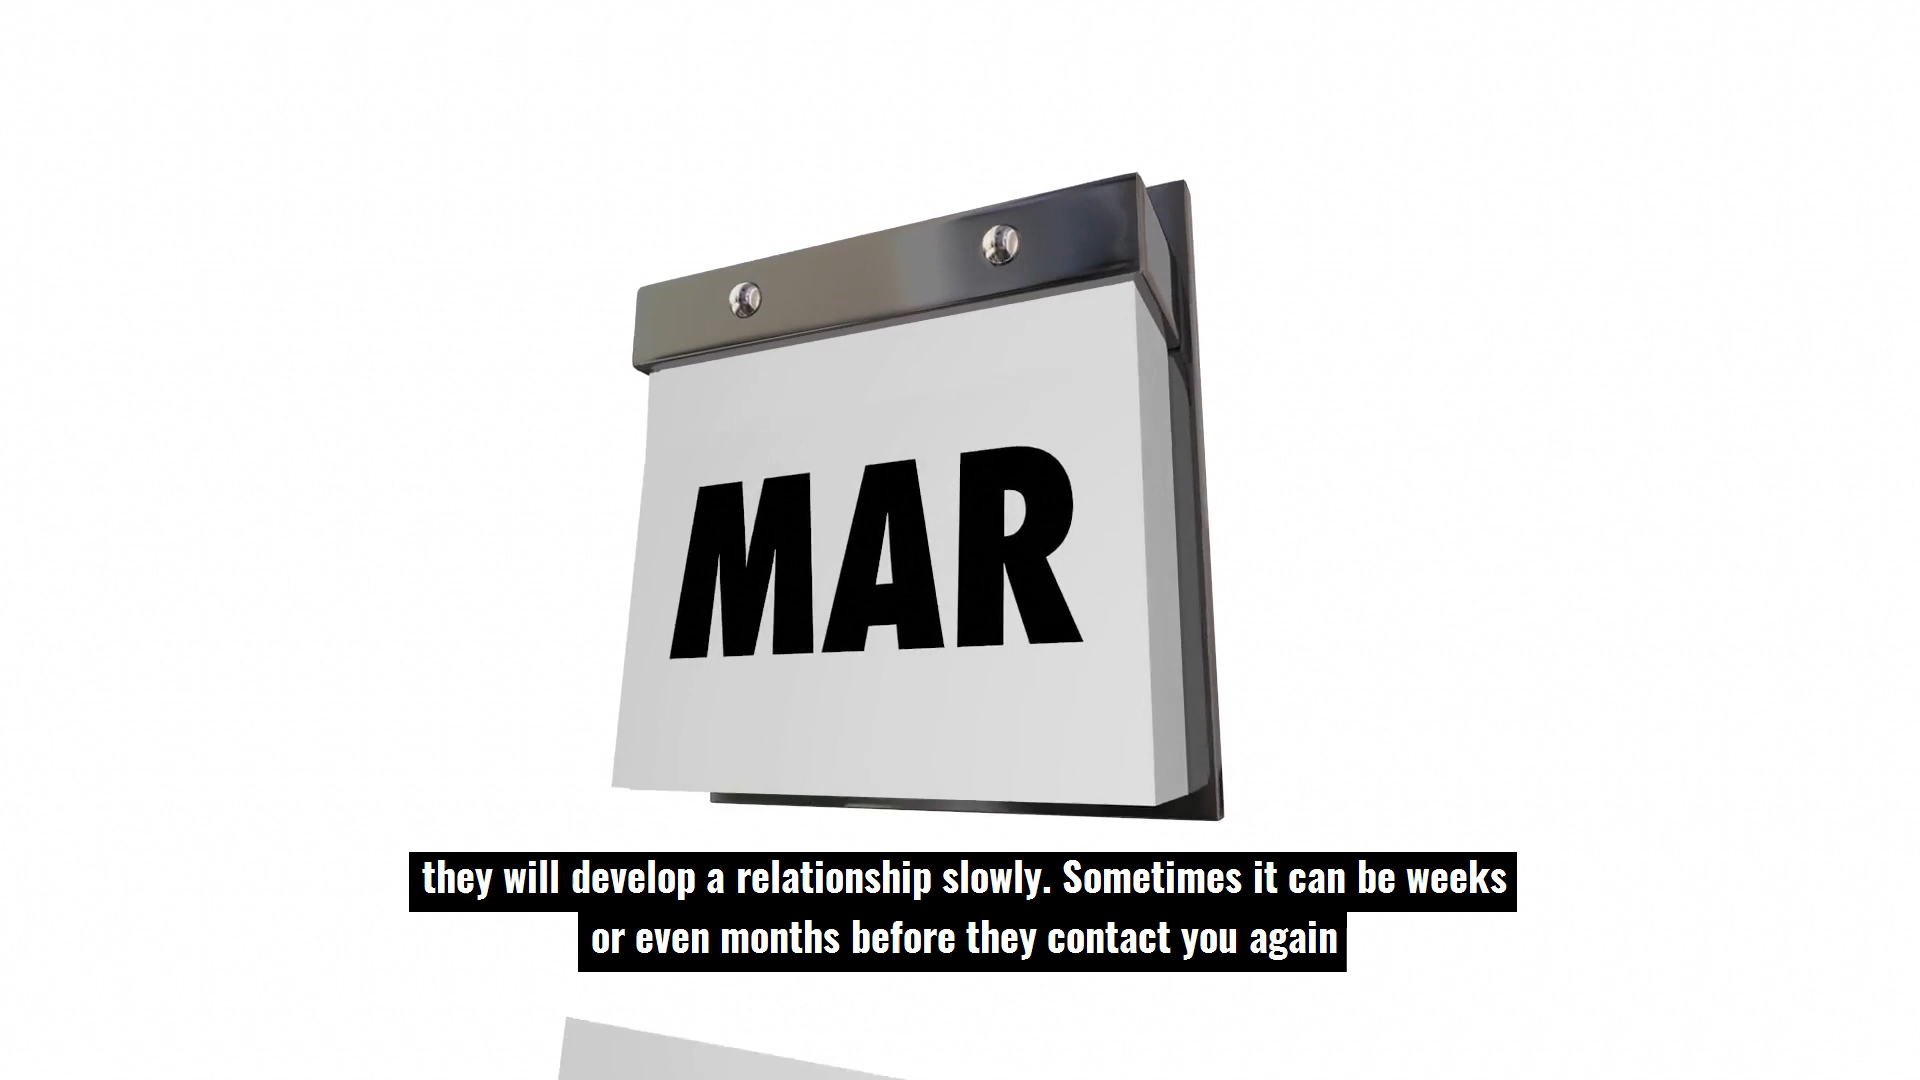 MAR
they will develop a relationship slowly. Sometimes it can be weeks
or even months before they contact you again